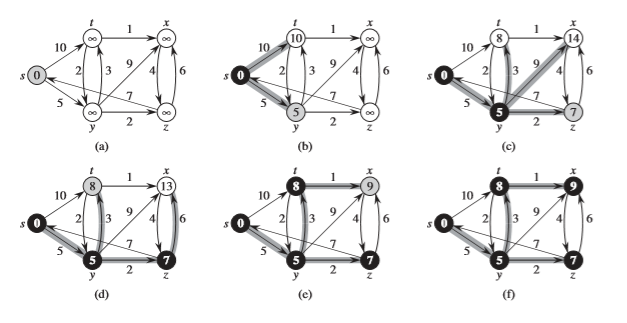 t x
10 ∞ 1 ∞
s 0 2 3 9 4 6
5 7
∞ 2 ∞
y z
(a)
t x
10 10 1 ∞
s 0 2 3 9 4 6
5 7
5 2 ∞
y z
(b)
t x
10 8 1 14
s 0 2 3 9 4 6
5 7
5 2 7
y z
(c)
t x
10 8 1 13
s 0 2 3 9 4 6
5 7
5 2 7
y z
(d)
t x
10 8 1 9
s 0 2 3 9 4 6
5 7
5 2 7
y z
(e)
t x
10 8 1 9
s 0 2 3 9 4 6
5 7
5 2 7
y z
(f)